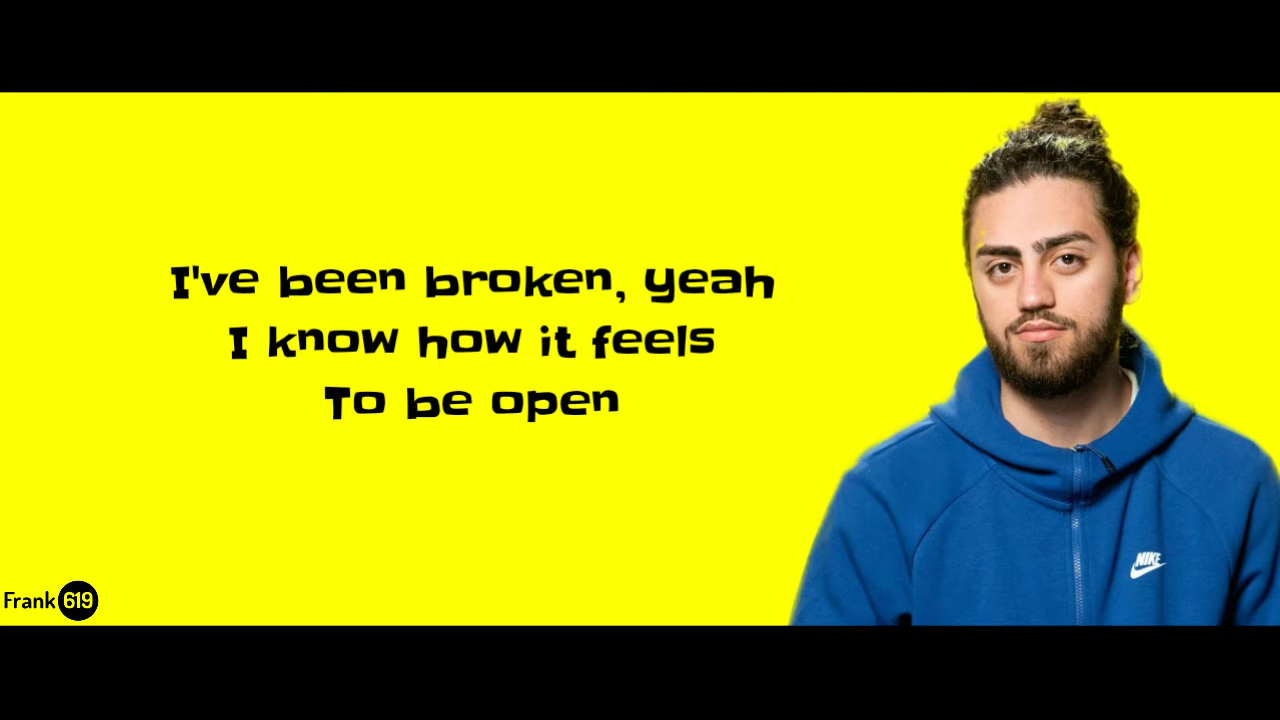 I've been broken, yeah
I know how it feels
To be open
NIKE
Frank 619